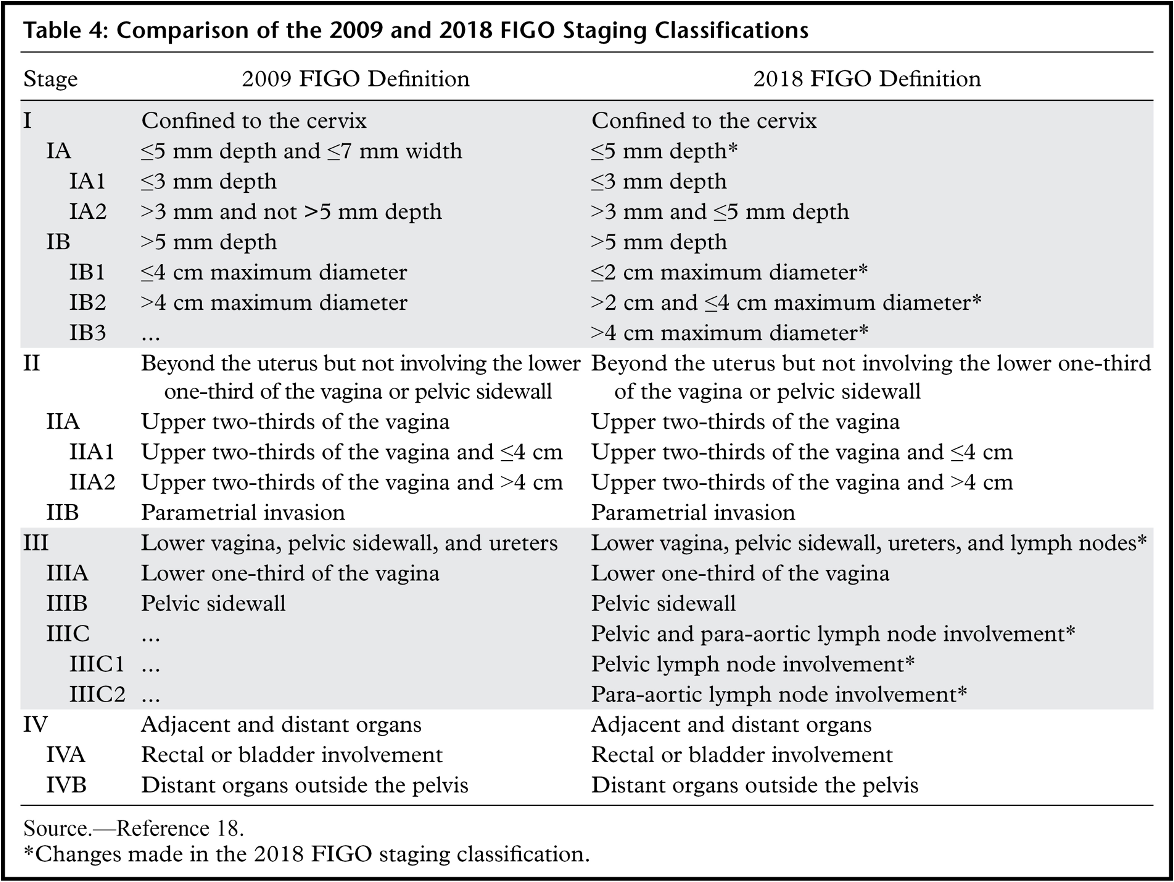 Table 4: Comparison of the 2009 and 2018 FIGO Staging Classifications
Stage 2009 FIGO Definition 2018 FIGO Definition
I Confined to the cervix Confined to the cervix
IA ≤5 mm depth and ≤7 mm width ≤5 mm depth*
IA1 ≤3 mm depth ≤3 mm depth
IA2 >3 mm and not >5 mm depth >3 mm and ≤5 mm depth
IB >5 mm depth >5 mm depth
IB1 ≤4 cm maximum diameter ≤2 cm maximum diameter*
IB2 >4 cm maximum diameter >2 cm and ≤4 cm maximum diameter*
IB3 ... >4 cm maximum diameter*
II Beyond the uterus but not involving the lower Beyond the uterus but not involving the lower one-third
one-third of the vagina or pelvic sidewall of the vagina or pelvic sidewall
IIA Upper two-thirds of the vagina Upper two-thirds of the vagina
IIA1 Upper two-thirds of the vagina and ≤4 cm Upper two-thirds of the vagina and ≤4 cm
IIA2 Upper two-thirds of the vagina and >4 cm Upper two-thirds of the vagina and >4 cm
IIB Parametrial invasion Parametrial invasion
III Lower vagina, pelvic sidewall, and ureters Lower vagina, pelvic sidewall, ureters, and lymph nodes*
IIIA Lower one-third of the vagina Lower one-third of the vagina
IIIB Pelvic sidewall Pelvic sidewall
IIIC ... Pelvic and para-aortic lymph node involvement*
IIIC1 ... Pelvic lymph node involvement*
IIIC2 ... Para-aortic lymph node involvement*
IV Adjacent and distant organs Adjacent and distant organs
IVA Rectal or bladder involvement Rectal or bladder involvement
IVB Distant organs outside the pelvis Distant organs outside the pelvis
Source.—Reference 18.
*Changes made in the 2018 FIGO staging classification.